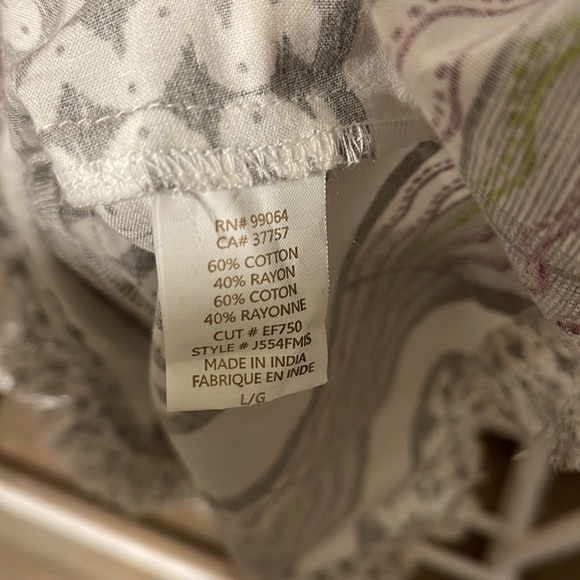 RN# 99064
CA# 37757
60% COTTON
40% RAYON
60% COTON
40% RAYONNE
CUT # EF750
STYLE # J554FMIS
MADE IN INDIA
FABRIQUE EN INDE
L/G